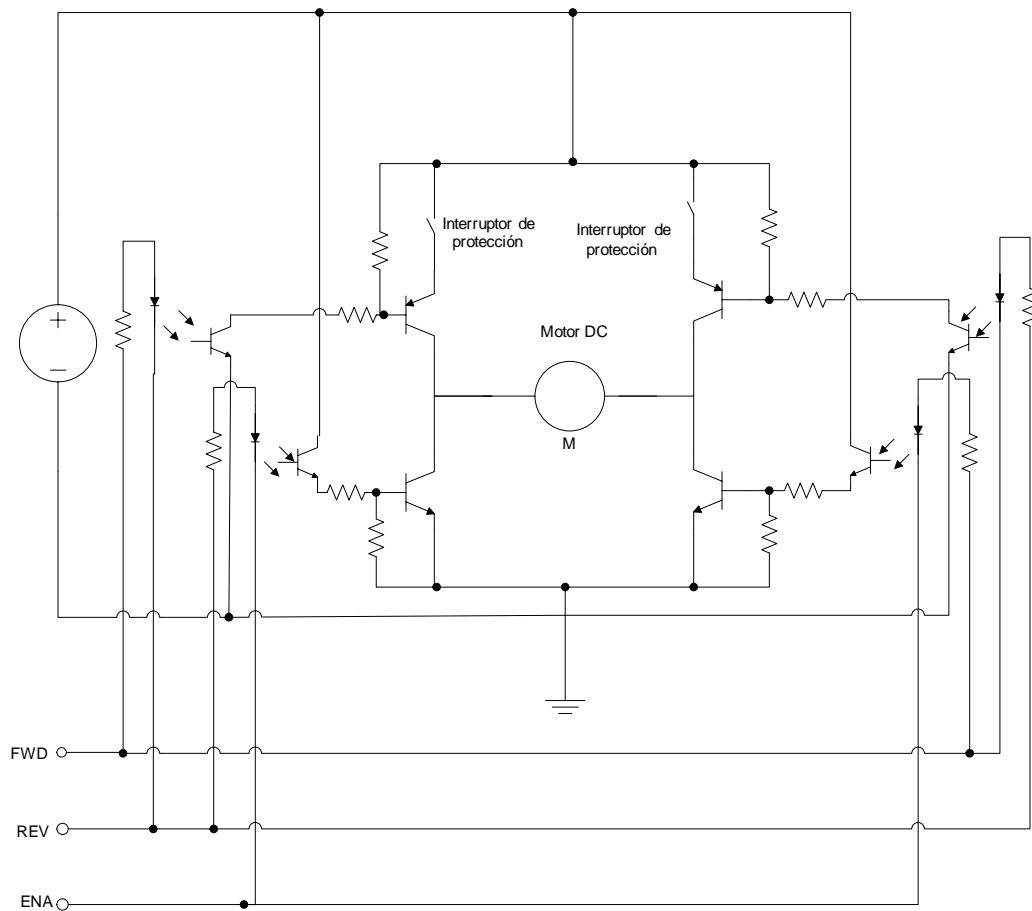 Interruptor de
protección
Interruptor de
protección
Motor DC
M
FWD
REV
ENA